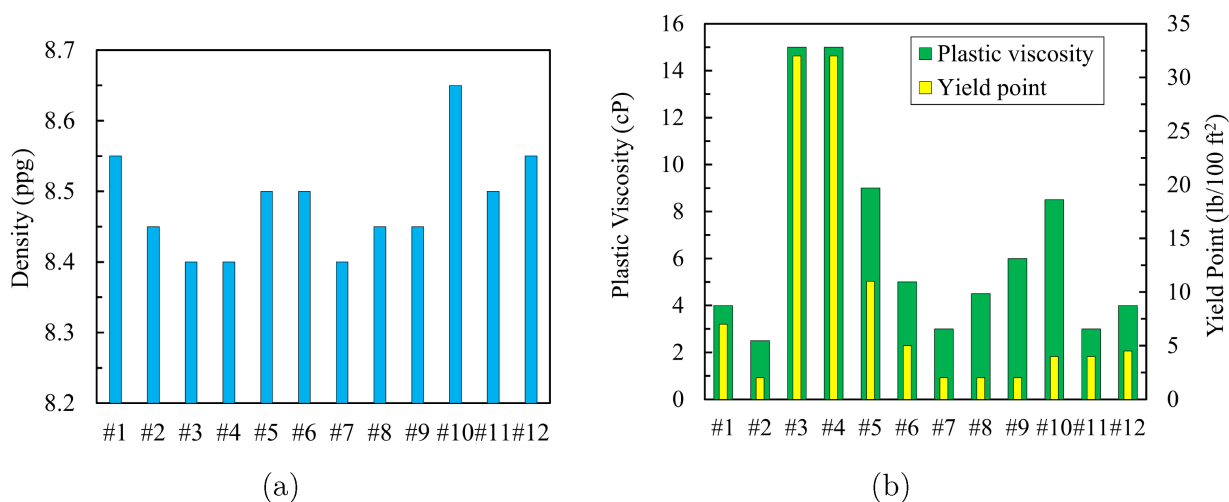 Density (ppg)
8.7
8.6
8.5
8.4
8.3
8.2
#1 #2 #3 #4 #5 #6 #7 #8 #9 #10 #11 #12
(a)
Plastic Viscosity (cP)
16
14
12
10
8
6
4
2
0
Plastic viscosity
Yield point
#1 #2 #3 #4 #5 #6 #7 #8 #9 #10 #11 #12
35
30
25
20
15
10
5
0
Yield Point (lb/100 ft²)
(b)